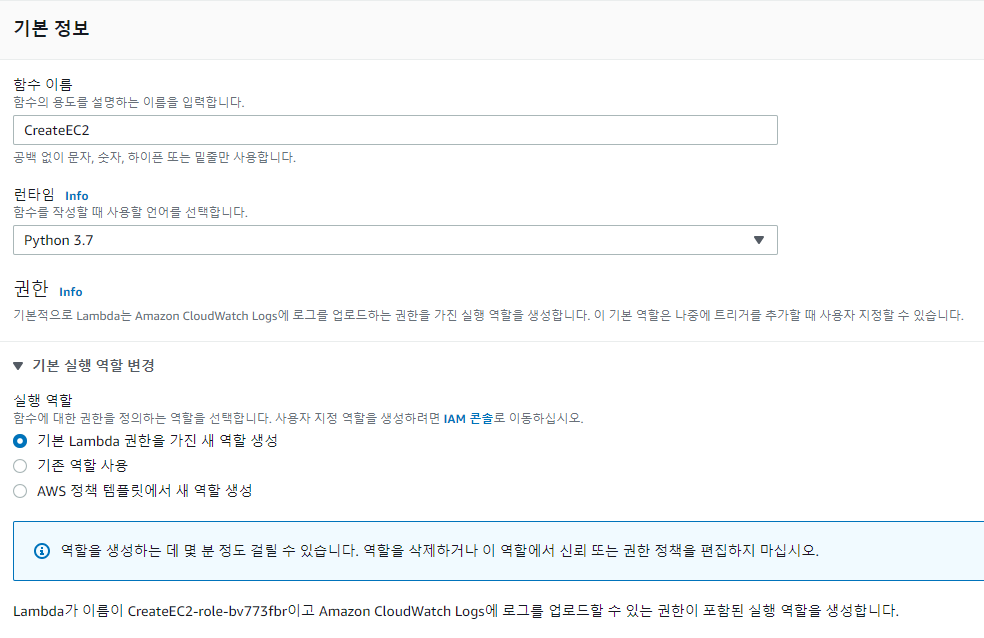 기본 정보
함수 이름
함수의 용도를 설명하는 이름을 입력합니다.
CreateEC2
공백 없이 문자, 숫자, 하이픈 또는 밑줄만 사용합니다.
런타임 Info
함수를 작성할 때 사용할 언어를 선택합니다.
Python 3.7
권한 Info
기본적으로 Lambda는 Amazon CloudWatch Logs에 로그를 업로드하는 권한을 가진 실행 역할을 생성합니다. 이 기본 역할은 나중에 트리거를 추가할 때 사용자 지정할 수 있습니다.
기본 실행 역할 변경
실행 역할
함수에 대한 권한을 정의하는 역할을 선택합니다. 사용자 지정 역할을 생성하려면 IAM 콘솔로 이동하십시오.
기본 Lambda 권한을 가진 새 역할 생성
기존 역할 사용
AWS 정책 템플릿에서 새 역할 생성
역할을 생성하는 데 몇 분 정도 걸릴 수 있습니다. 역할을 삭제하거나 이 역할에서 신뢰 또는 권한 정책을 편집하지 마십시오.
Lambda가 이름이 CreateEC2-role-bv773fbr이고 Amazon CloudWatch Logs에 로그를 업로드할 수 있는 권한이 포함된 실행 역할을 생성합니다.